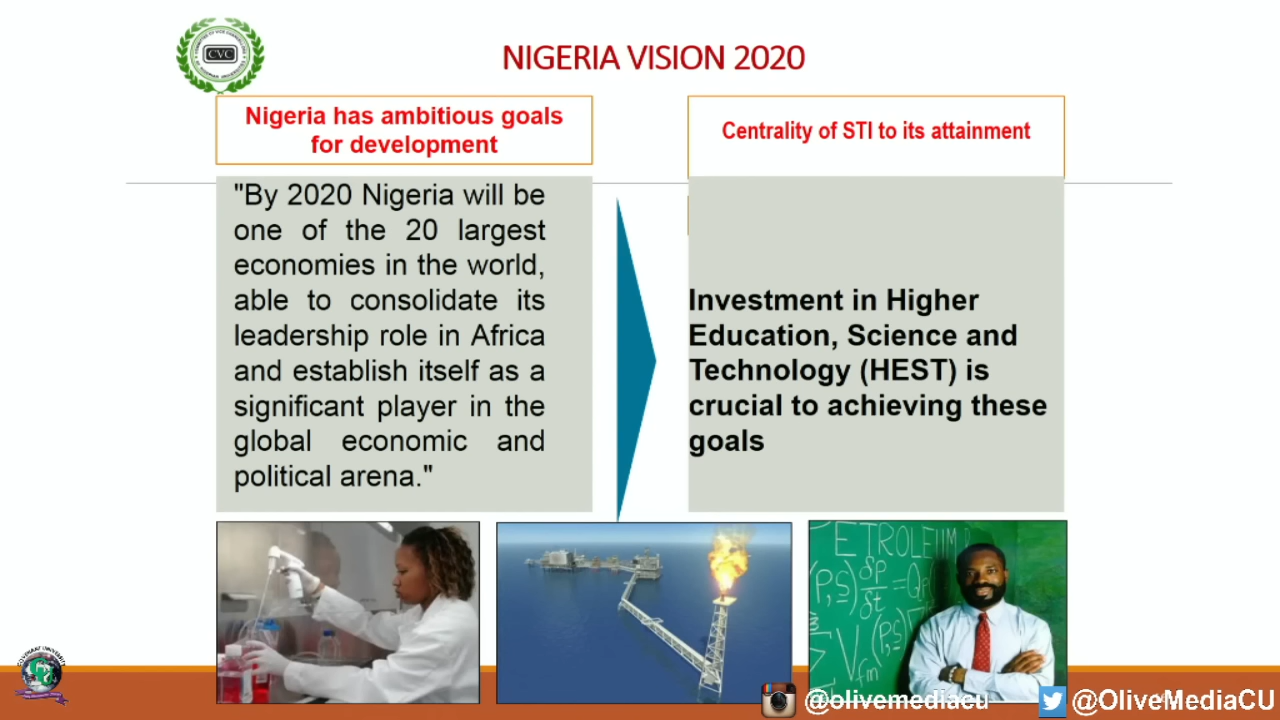 CVC
NIGERIA VISION 2020
Nigeria has ambitious goals
for development
Centrality of STI to its attainment
"By 2020 Nigeria will be
one of the 20 largest
economies in the world,
able to consolidate its
leadership role in Africa
and establish itself as a
significant player in the
global economic and
political arena."
Investment in Higher
Education, Science and
Technology (HEST) is
crucial to achieving these
goals
PETROLEUM
COVENANT UNIVERSITY
@olivemediacu
@OliveMediaCU